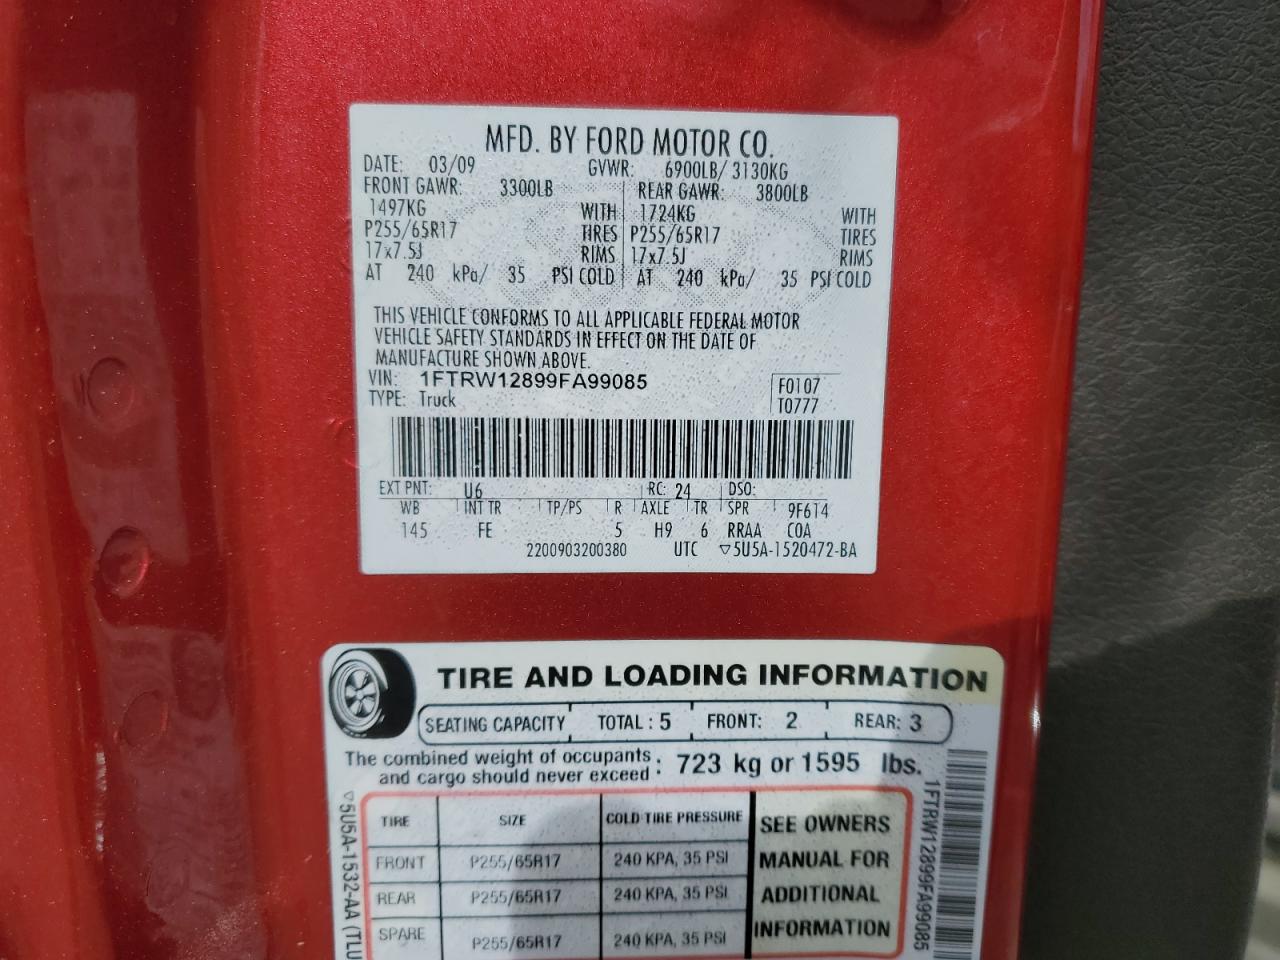 MFD. BY FORD MOTOR CO.
DATE: 03/09 GVWR: 6900LB/ 3130KG
FRONT GAWR: 3300LB REAR GAWR: 3800LB
1497KG WITH 1724KG WITH
P255/65R17 TIRES P255/65R17 TIRES
17x7.5J RIMS 17x7.5J RIMS
AT 240 kPa/ 35 PSI COLD AT 240 kPa/ 35 PSI COLD
THIS VEHICLE CONFORMS TO ALL APPLICABLE FEDERAL MOTOR
VEHICLE SAFETY STANDARDS IN EFFECT ON THE DATE OF
MANUFACTURE SHOWN ABOVE.
VIN: 1FTRW12899FA99085 F0107
TYPE: Truck T0777
EXT PNT: U6 RC: 24 DSO:
WB INT TR TP/PS R AXLE TR SPR 9F614
145 FE 5 H9 6 RRAA COA
2200903200380 UTC ▽5U5A-1520472-BA
TIRE AND LOADING INFORMATION
SEATING CAPACITY TOTAL : 5 FRONT: 2 REAR: 3
The combined weight of occupants
and cargo should never exceed : 723 kg or 1595 lbs.
TIRE SIZE COLD TIRE PRESSURE SEE OWNERS
FRONT P255/65R17 240 KPA, 35 PSI MANUAL FOR
REAR P255/65R17 240 KPA, 35 PSI ADDITIONAL
SPARE P255/65R17 240 KPA, 35 PSI INFORMATION
▽5U5A-1532-AA (TLU
1FTRW12899FA99085